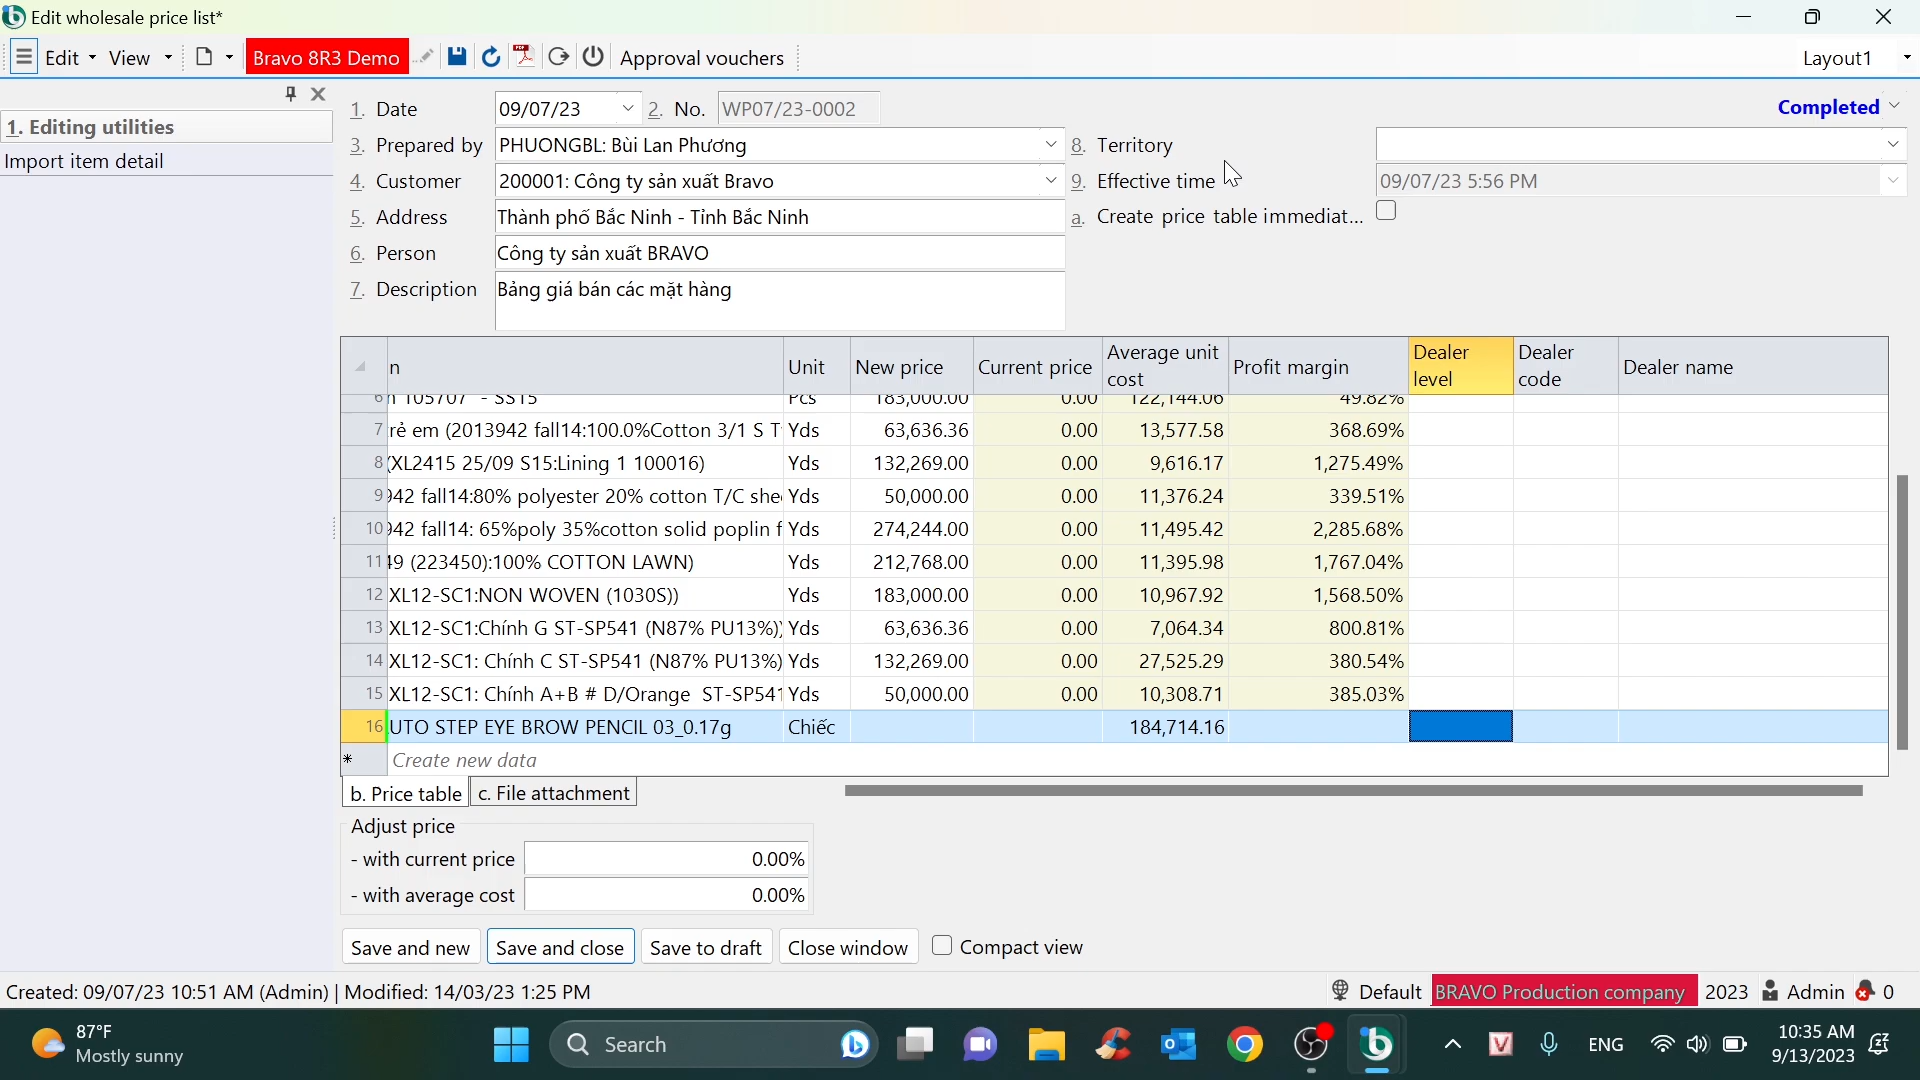 Edit wholesale price list*
Edit View Bravo 8R3 Demo Approval vouchers Layout1
1. Editing utilities
Import item detail
1. Date 09/07/23 2. No. WP07/23-0002 Completed
3. Prepared by PHUONGBL: Bùi Lan Phương 8. Territory
4. Customer 200001: Công ty sản xuất Bravo 9. Effective time 09/07/23 5:56 PM
5. Address Thành phố Bắc Ninh - Tỉnh Bắc Ninh a. Create price table immediat...
6. Person Công ty sản xuất BRAVO
7. Description Bảng giá bán các mặt hàng
n Unit New price Current price Average unit cost Profit margin Dealer level Dealer code Dealer name
6 n 105707 - SS15 Pcs 183,000.00 0.00 122,144.06 49.82%
7 rẻ em (2013942 fall14:100.0%Cotton 3/1 S T Yds 63,636.36 0.00 13,577.58 368.69%
8 (XL2415 25/09 S15:Lining 1 100016) Yds 132,269.00 0.00 9,616.17 1,275.49%
9 942 fall14:80% polyester 20% cotton T/C shee Yds 50,000.00 0.00 11,376.24 339.51%
10 942 fall14: 65%poly 35%cotton solid poplin f Yds 274,244.00 0.00 11,495.42 2,285.68%
11 49 (223450):100% COTTON LAWN) Yds 212,768.00 0.00 11,395.98 1,767.04%
12 XL12-SC1:NON WOVEN (1030S)) Yds 183,000.00 0.00 10,967.92 1,568.50%
13 XL12-SC1:Chính G ST-SP541 (N87% PU13%)) Yds 63,636.36 0.00 7,064.34 800.81%
14 XL12-SC1: Chính C ST-SP541 (N87% PU13%) Yds 132,269.00 0.00 27,525.29 380.54%
15 XL12-SC1: Chính A+B # D/Orange ST-SP541 Yds 50,000.00 0.00 10,308.71 385.03%
16 UTO STEP EYE BROW PENCIL 03_0.17g Chiếc 184,714.16
* Create new data
b. Price table c. File attachment
Adjust price
- with current price 0.00%
- with average cost 0.00%
Save and new Save and close Save to draft Close window Compact view
Created: 09/07/23 10:51 AM (Admin) | Modified: 14/03/23 1:25 PM Default BRAVO Production company 2023 Admin 0
87°F
Mostly sunny
Search
ENG
10:35 AM
9/13/2023